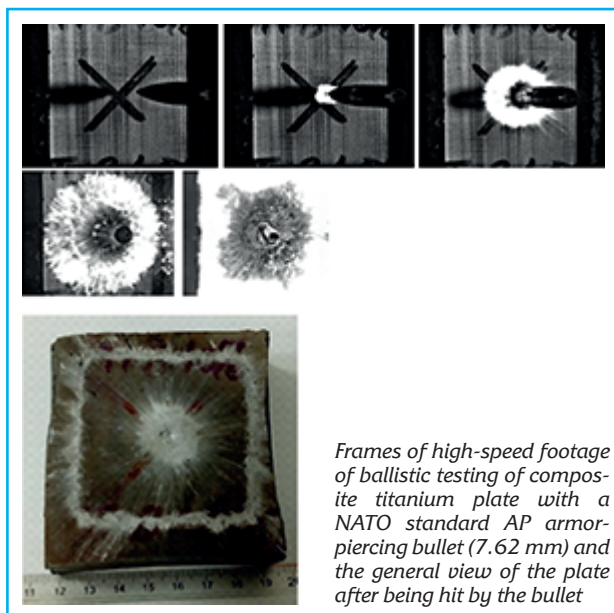 Frames of high-speed footage
of ballistic testing of compos-
ite titanium plate with a
NATO standard AP armor-
piercing bullet (7.62 mm) and
the general view of the plate
after being hit by the bullet
11 12 13 14 15 16 17 18 19 20